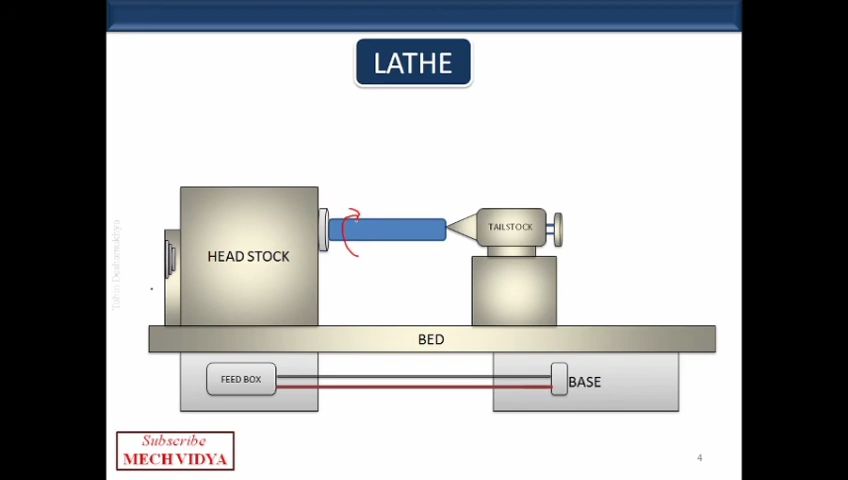 LATHE
HEAD STOCK
TAILSTOCK
BED
FEED BOX
BASE
Subscribe
MECH VIDYA
4